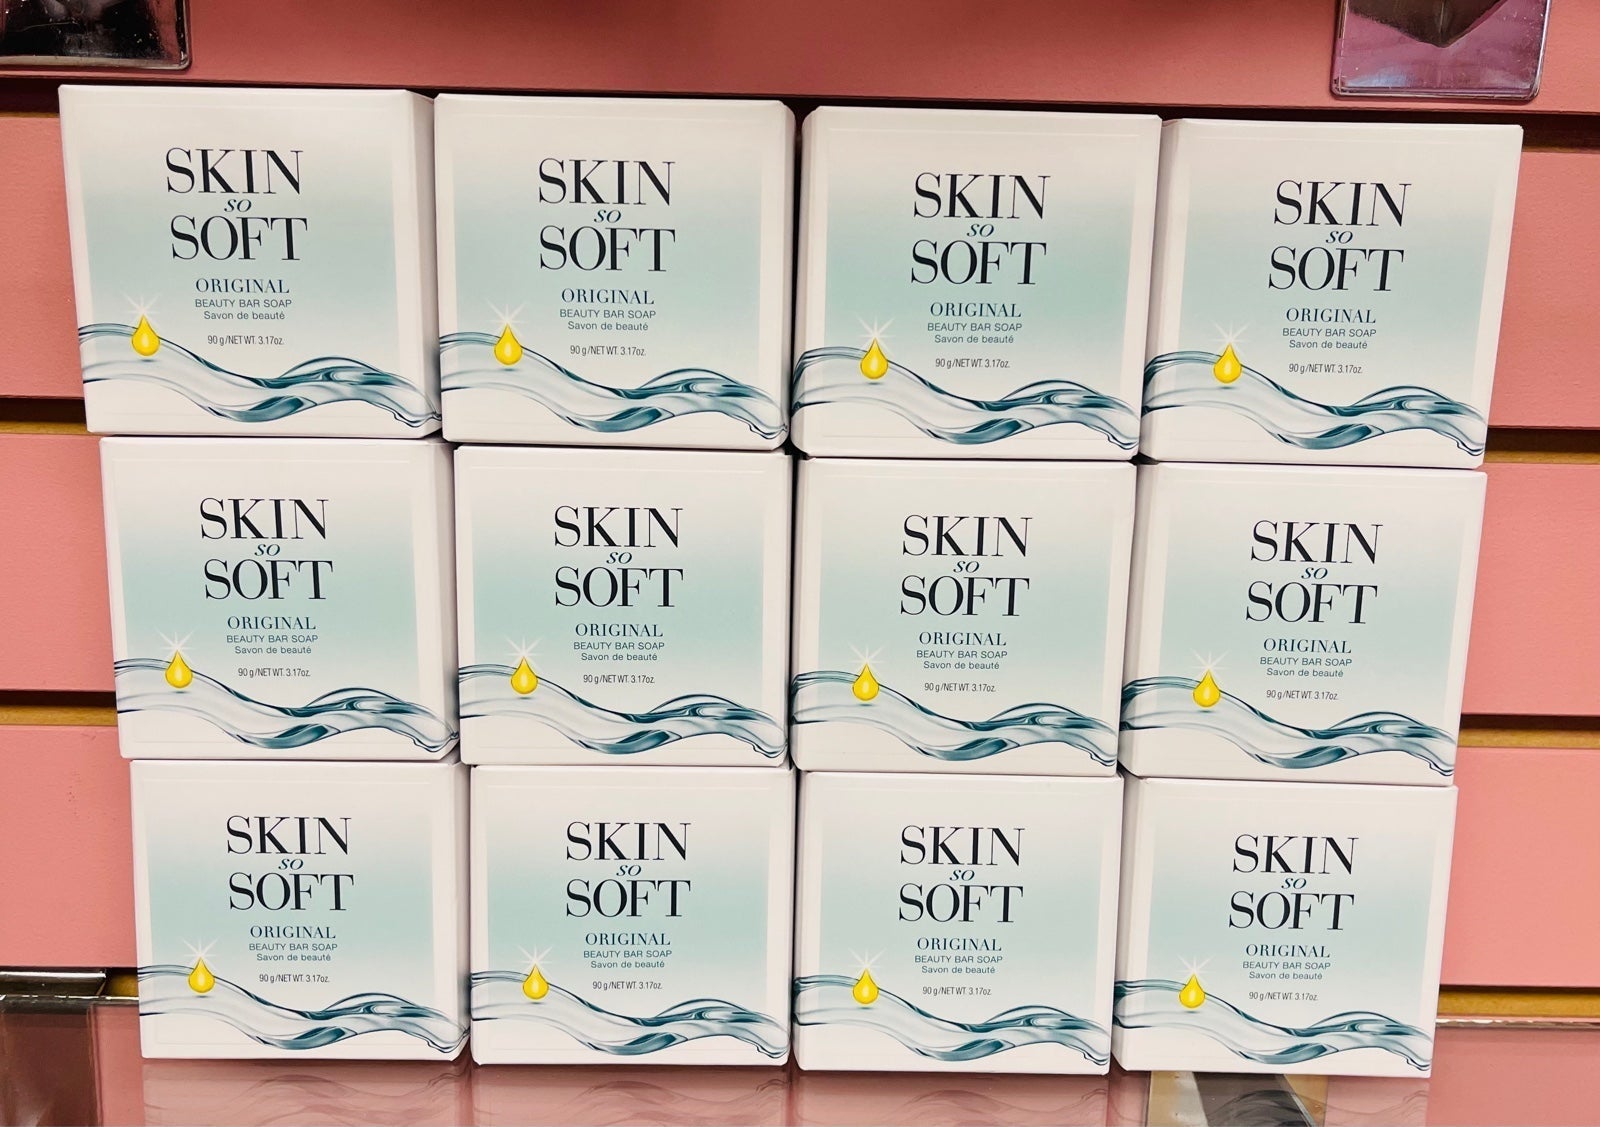 SKIN
so
SOFT
ORIGINAL
BEAUTY BAR SOAP
Savon de beauté
90 g/NET WT. 3.17oz.
SKIN
so
SOFT
ORIGINAL
BEAUTY BAR SOAP
Savon de beauté
90 g/NET WT. 3.17oz.
SKIN
so
SOFT
ORIGINAL
BEAUTY BAR SOAP
Savon de beauté
90 g/NET WT. 3.17oz.
SKIN
so
SOFT
ORIGINAL
BEAUTY BAR SOAP
Savon de beauté
90 g/NET WT. 3.17oz.
SKIN
so
SOFT
ORIGINAL
BEAUTY BAR SOAP
Savon de beauté
90 g/NET WT. 3.17oz.
SKIN
so
SOFT
ORIGINAL
BEAUTY BAR SOAP
Savon de beauté
90 g/NET WT. 3.17oz.
SKIN
so
SOFT
ORIGINAL
BEAUTY BAR SOAP
Savon de beauté
90 g/NET WT. 3.17oz.
SKIN
so
SOFT
ORIGINAL
BEAUTY BAR SOAP
Savon de beauté
90 g/NET WT. 3.17oz.
SKIN
so
SOFT
ORIGINAL
BEAUTY BAR SOAP
Savon de beauté
90 g/NET WT. 3.17oz.
SKIN
so
SOFT
ORIGINAL
BEAUTY BAR SOAP
Savon de beauté
90 g/NET WT. 3.17oz.
SKIN
so
SOFT
ORIGINAL
BEAUTY BAR SOAP
Savon de beauté
90 g/NET WT. 3.17oz.
SKIN
so
SOFT
ORIGINAL
BEAUTY BAR SOAP
Savon de beauté
90 g/NET WT. 3.17oz.